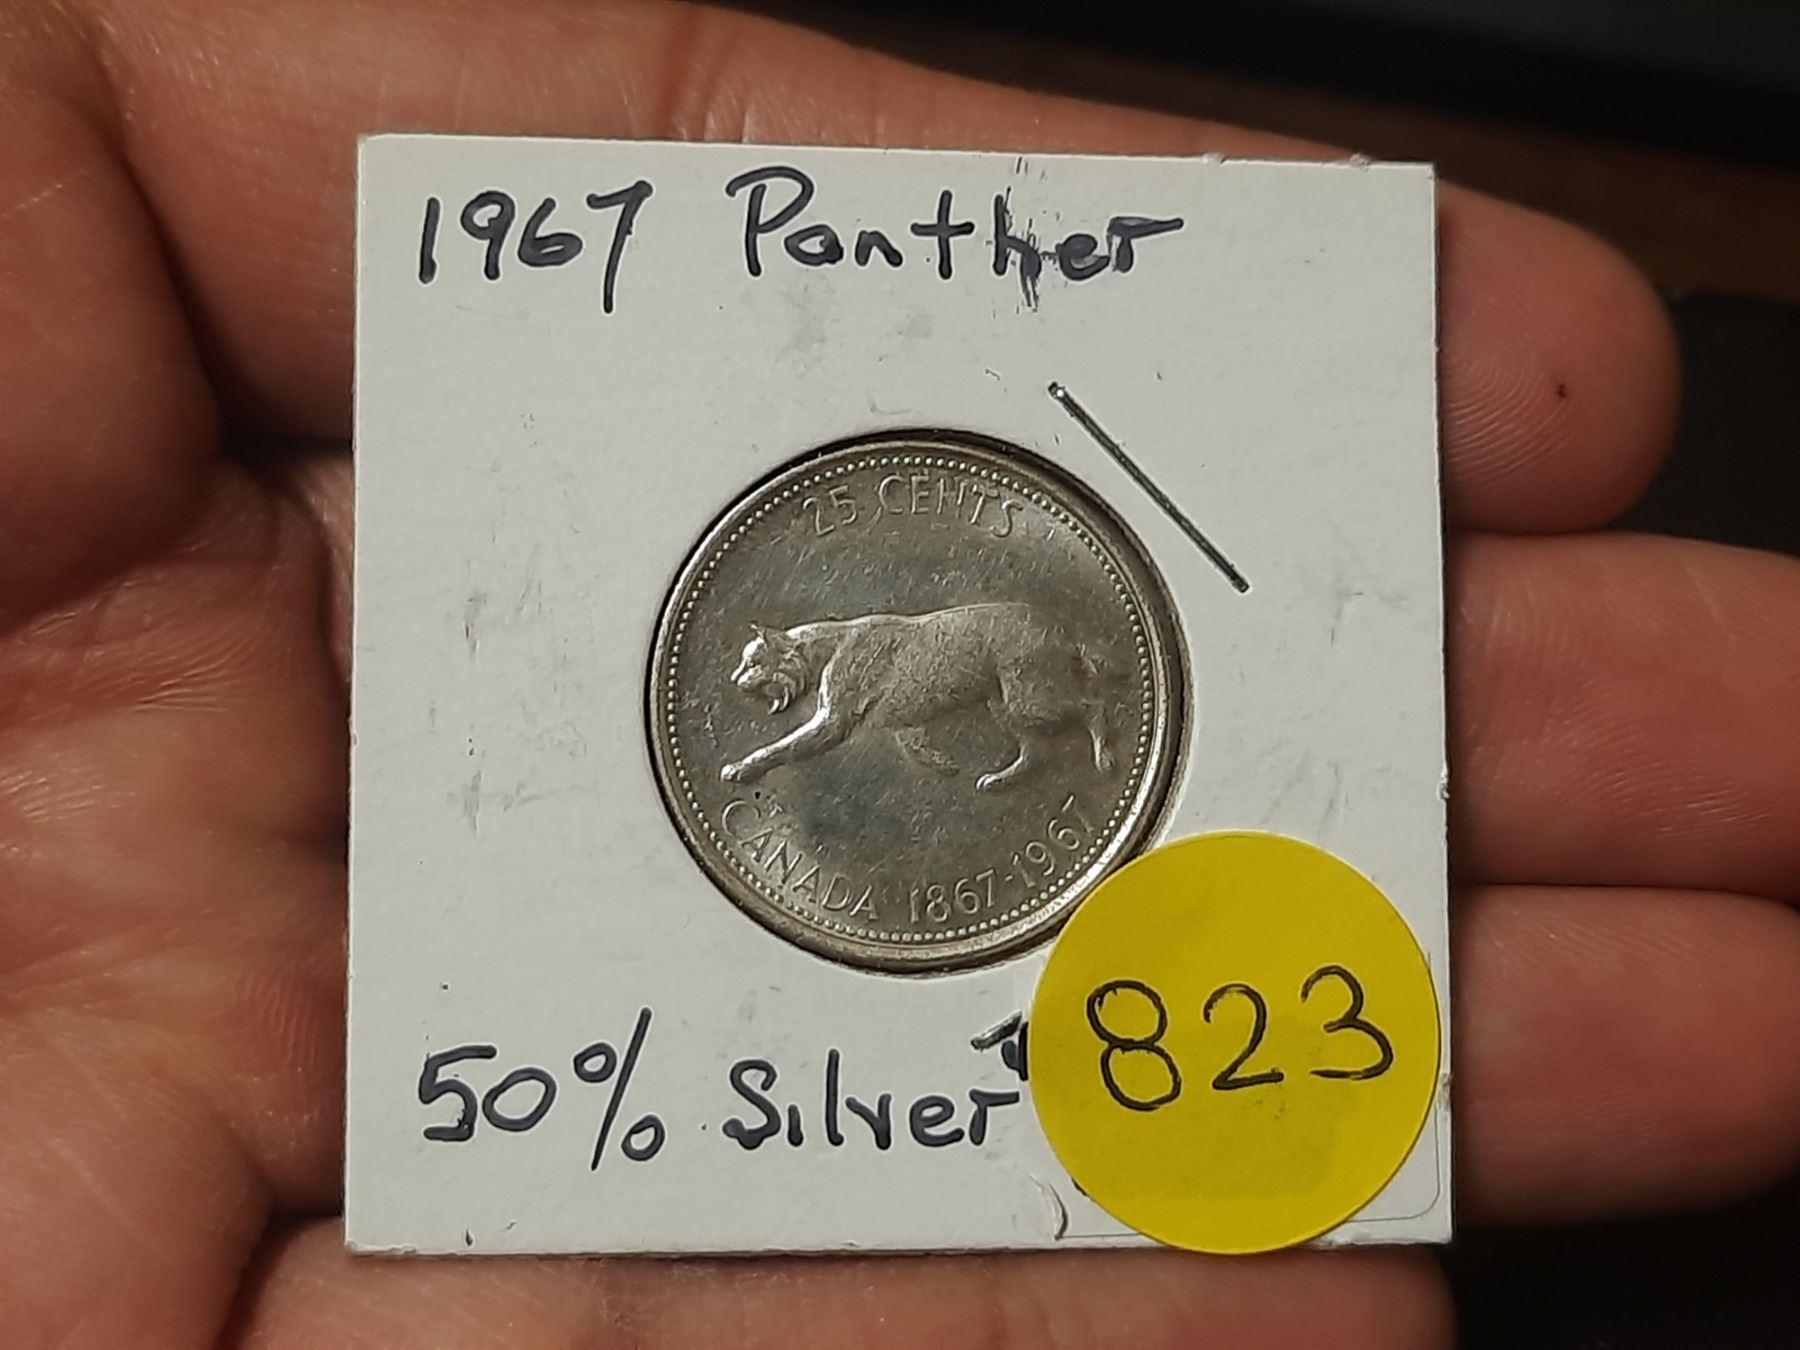 1967 Panther
25 CENTS
CANADA 1867-1967
50% Silver
823